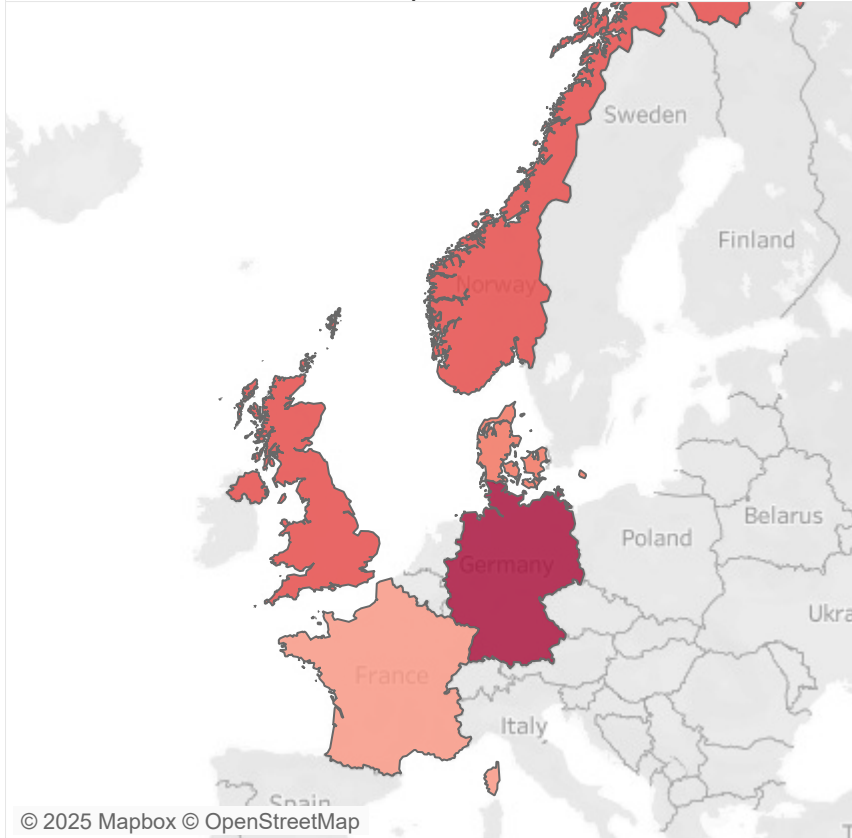 Sweden
Finland
Norway
Belarus
Poland
Germany
Ukra
France
Italy
Spain
© 2025 Mapbox © OpenStreetMap